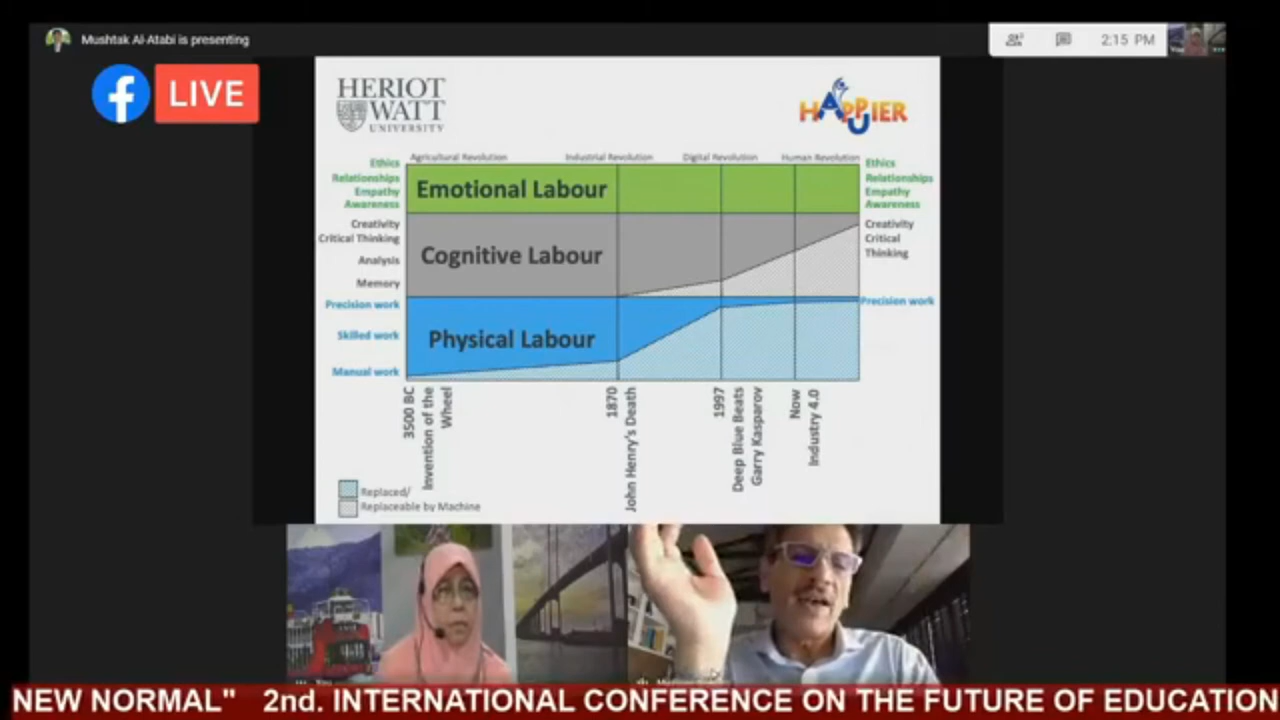 Mushtak Al-Atabi is presenting
2:15 PM
LIVE
HERIOT
WATT
UNIVERSITY
HAPPIER
U
Agricultural Revolution
Industrial Revolution
Digital Revolution
Human Revolution
Ethics
Relationships
Empathy
Awareness
Creativity
Critical Thinking
Analysis
Memory
Precision work
Skilled work
Manual work
Emotional Labour
Cognitive Labour
Physical Labour
Ethics
Relationships
Empathy
Awareness
Creativity
Critical
Thinking
Precision work
3500 BC
Invention of the
Wheel
1870
John Henry's Death
1997
Deep Blue Beats
Garry Kasparov
Now
Industry 4.0
Replaced/
Replaceable by Machine
You
NEW NORMAL" 2nd. INTERNATIONAL CONFERENCE ON THE FUTURE OF EDUCATION